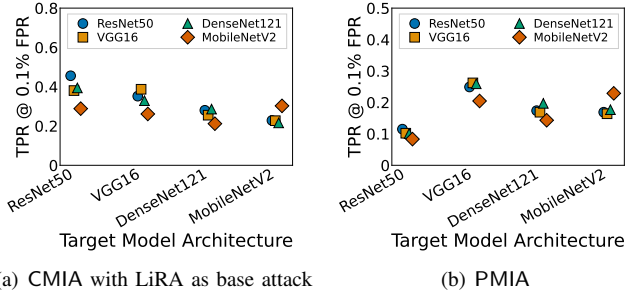 ResNet50
DenseNet121
VGG16
MobileNetV2
TPR @ 0.1% FPR
0.8
0.6
0.4
0.2
0
ResNet50
VGG16
DenseNet121
MobileNetV2
Target Model Architecture
a) CMIA with LiRA as base attack
ResNet50
DenseNet121
VGG16
MobileNetV2
TPR @ 0.1% FPR
0.5
0.4
0.3
0.2
0.1
0
ResNet50
VGG16
DenseNet121
MobileNetV2
Target Model Architecture
(b) PMIA